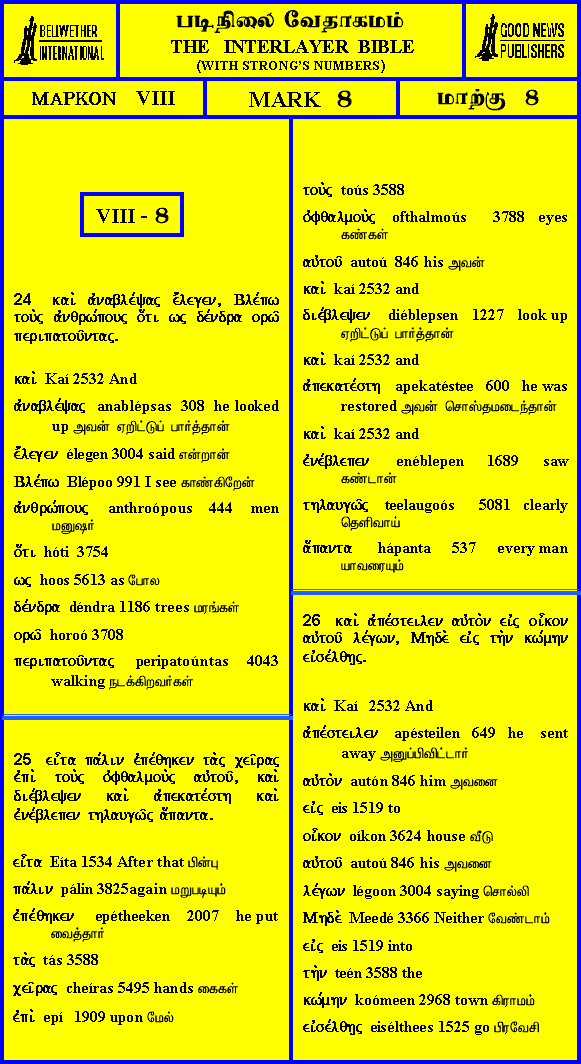 BELLWETHER
INTERNATIONAL
படிநிலை வேதாகமம்
THE INTERLAYER BIBLE
(WITH STRONG'S NUMBERS)
GOOD NEWS
PUBLISHERS
ΜΑΡΚΟΝ VIII
MARK 8
மாற்கு 8
VIII - 8
24 καὶ ἀναβλέψας ἔλεγεν, Βλέπω
τοὺς ἀνθρώπους ὅτι ως δένδρα ορῶ
περιπατοῦντας.
καὶ Kaí 2532 And
ἀναβλέψας anablépsas 308 he looked
up அவன் ஏறிட்டுப் பார்த்தான்
ἔλεγεν élegen 3004 said என்றான்
Βλέπω Blépoo 991 I see காண்கிறேன்
ἀνθρώπους anthroópous 444 men
மனுஷர்
ὅτι hóti 3754
ως hoos 5613 as போல
δένδρα déndra 1186 trees மரங்கள்
ορῶ horoó 3708
περιπατοῦντας peripatoúntas 4043
walking நடக்கிறவர்கள்
25 εἶτα πάλιν ἐπέθηκεν τὰς χεῖρας
ἐπὶ τοὺς ὀφθαλμοὺς αὐτοῦ, καὶ
διέβλεψεν καὶ ἀπεκατέστη καὶ
ἐνέβλεπεν τηλαυγῶς ἅπαντα.
εἶτα Eíta 1534 After that பின்பு
πάλιν pálin 3825again மறுபடியும்
ἐπέθηκεν epétheeken 2007 he put
வைத்தார்
τὰς tás 3588
χεῖρας cheíras 5495 hands கைகள்
ἐπὶ epí 1909 upon மேல்
τοὺς toús 3588
ὀφθαλμοὺς ofthalmoús 3788 eyes
கண்கள்
αὐτοῦ autoú 846 his அவன்
καὶ kaí 2532 and
διέβλεψεν diéblepsen 1227 look up
ஏறிட்டுப் பார்த்தான்
καὶ kaí 2532 and
ἀπεκατέστη apekatéstee 600 he was
restored அவன் சொஸ்தமடைந்தான்
καὶ kaí 2532 and
ἐνέβλεπεν enéblepen 1689 saw
கண்டான்
τηλαυγῶς teelaugoós 5081 clearly
தெளிவாய்
ἅπαντα hápanta 537 every man
யாவரையும்
26 καὶ ἀπέστειλεν αὐτὸν εἰς οἶκον
αὐτοῦ λέγων, Μηδὲ εἰς τὴν κώμην
εἰσέλθῃς.
καὶ Kaí 2532 And
ἀπέστειλεν apésteilen 649 he sent
away அனுப்பிவிட்டார்
αὐτὸν autón 846 him அவனை
εἰς eis 1519 to
οἶκον oíkon 3624 house வீடு
αὐτοῦ autoú 846 his அவனை
λέγων légoon 3004 saying சொல்லி
Μηδὲ Meedé 3366 Neither வேண்டாம்
εἰς eis 1519 into
τὴν teén 3588 the
κώμην koómeen 2968 town கிராமம்
εἰσέλθης eisélthees 1525 go பிரவேசி